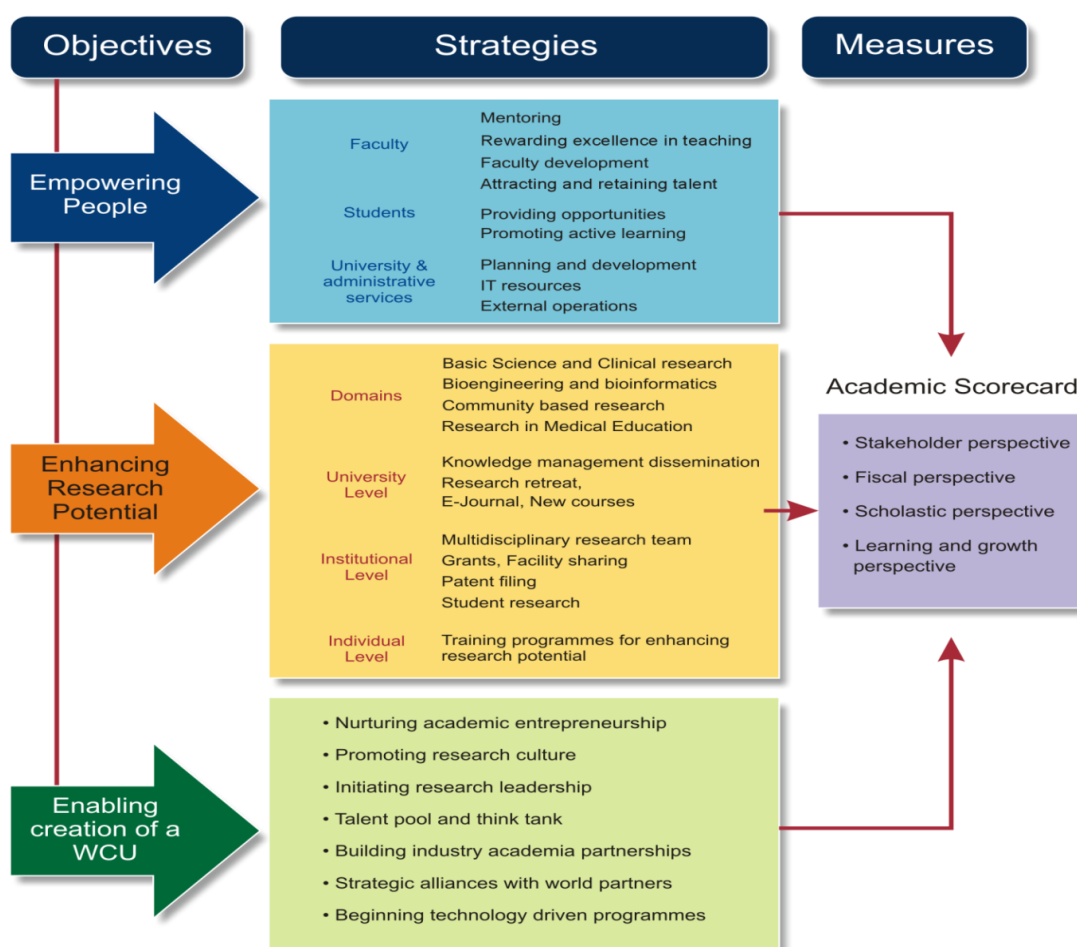 Objectives
Strategies
Measures
Empowering
People
Faculty
Mentoring
Rewarding excellence in teaching
Faculty development
Attracting and retaining talent
Students
Providing opportunities
Promoting active learning
University &
administrative
services
Planning and development
IT resources
External operations
Enhancing
Research
Potential
Domains
Basic Science and Clinical research
Bioengineering and bioinformatics
Community based research
Research in Medical Education
University
Level
Knowledge management dissemination
Research retreat,
E-Journal, New courses
Institutional
Level
Multidisciplinary research team
Grants, Facility sharing
Patent filing
Student research
Individual
Level
Training programmes for enhancing
research potential
Enabling
creation of a
WCU
• Nurturing academic entrepreneurship
• Promoting research culture
• Initiating research leadership
• Talent pool and think tank
• Building industry academia partnerships
• Strategic alliances with world partners
• Beginning technology driven programmes
Academic Scorecard
• Stakeholder perspective
• Fiscal perspective
• Scholastic perspective
• Learning and growth
perspective